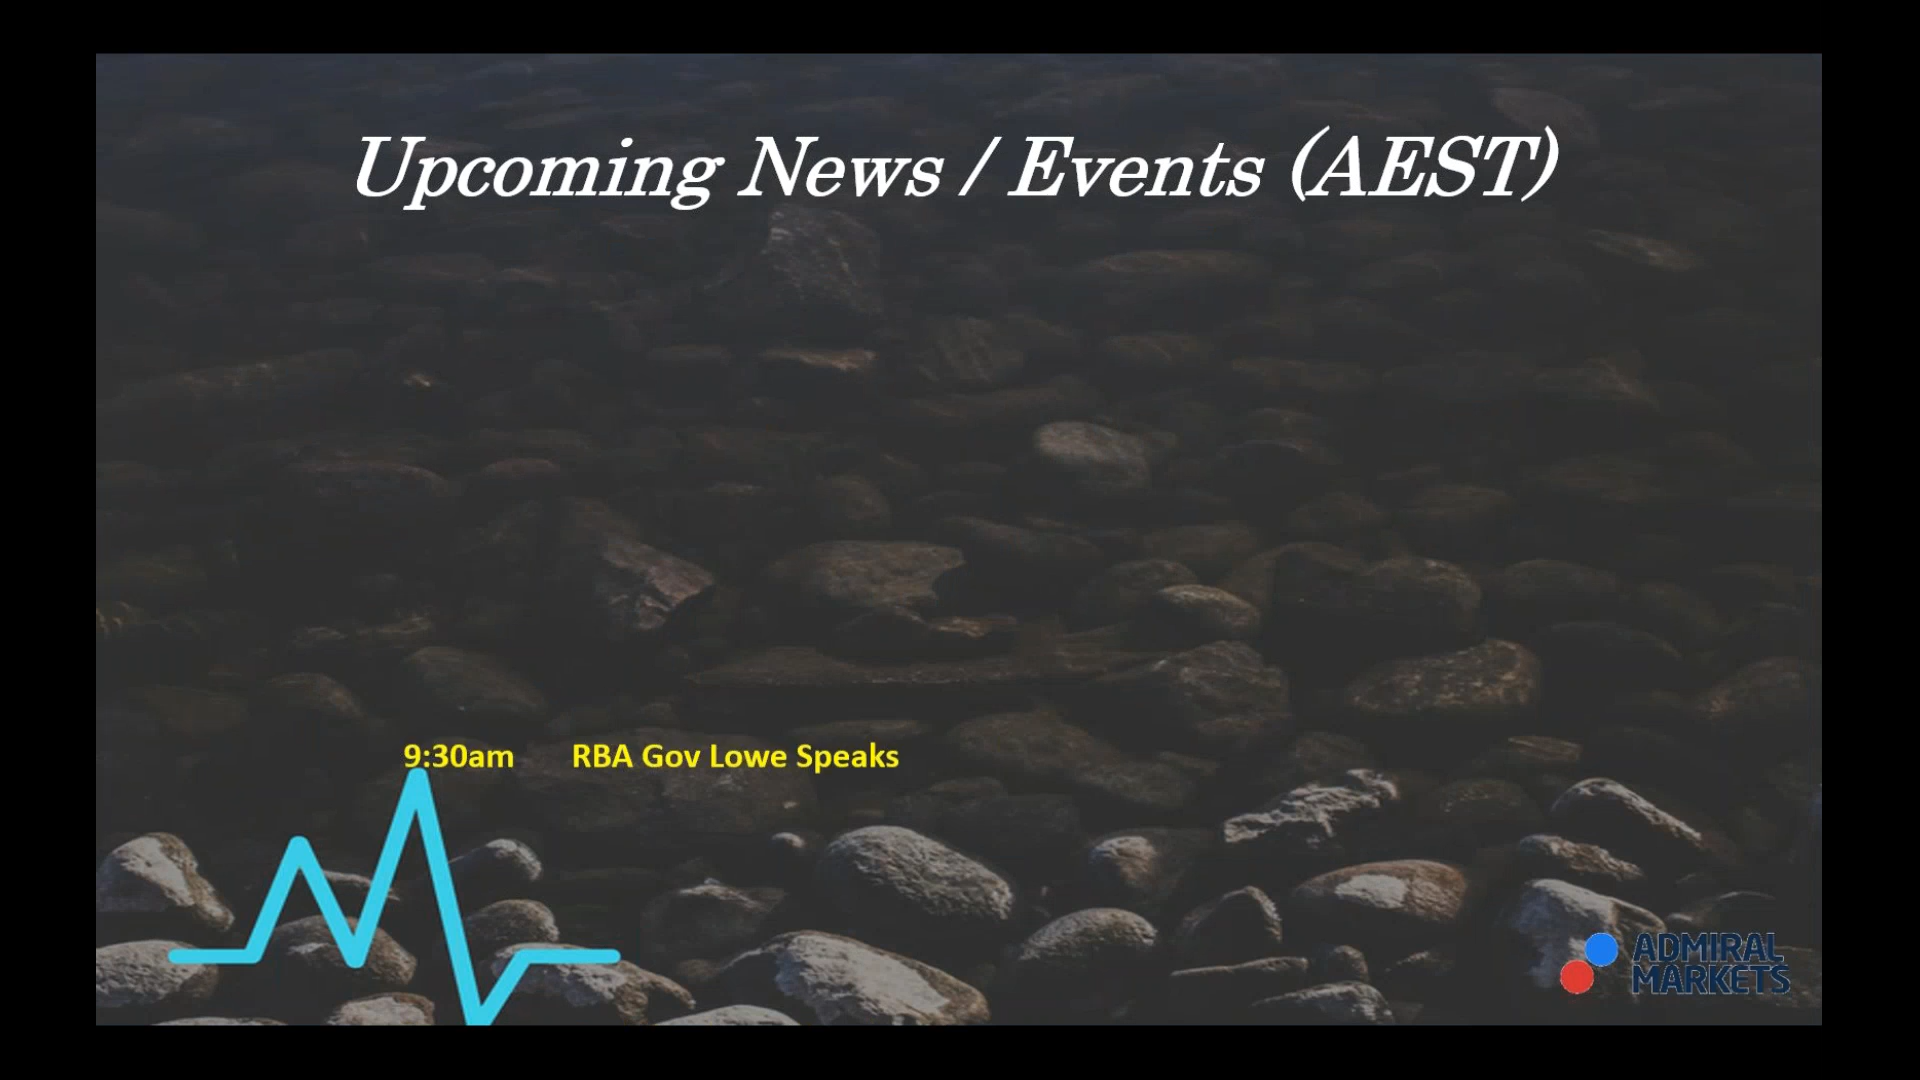 Upcoming News / Events (AEST)
9:30am RBA Gov Lowe Speaks
ADMIRAL
MARKETS